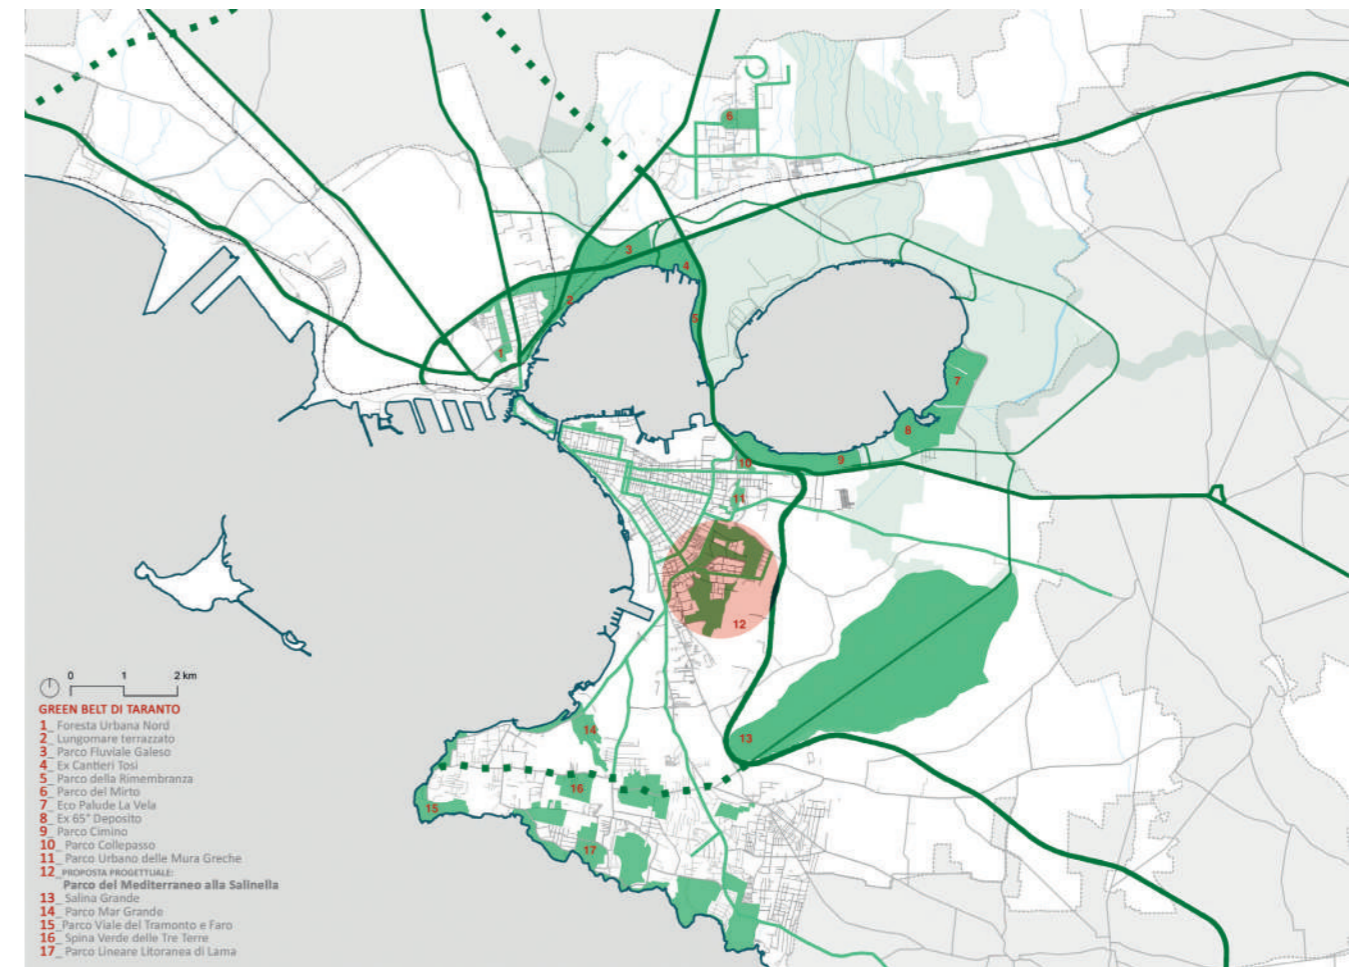 6
3
4
2
5
1
7
8
9
10
11
12
13
14
16
15
17
0 1 2 km
GREEN BELT DI TARANTO
1_ Foresta Urbana Nord
2_ Lungomare terrazzato
3_ Parco Fluviale Galeso
4_ Ex Cantieri Tosi
5_ Parco della Rimembranza
6_ Parco del Mirto
7_ Eco Palude La Vela
8_ Ex 65° Deposito
9_ Parco Cimino
10_ Parco Collepasso
11_ Parco Urbano delle Mura Greche
12_PROPOSTA PROGETTUALE:
Parco del Mediterraneo alla Salinella
13_ Salina Grande
14_ Parco Mar Grande
15_Parco Viale del Tramonto e Faro
16_ Spina Verde delle Tre Terre
17_ Parco Lineare Litoranea di Lama